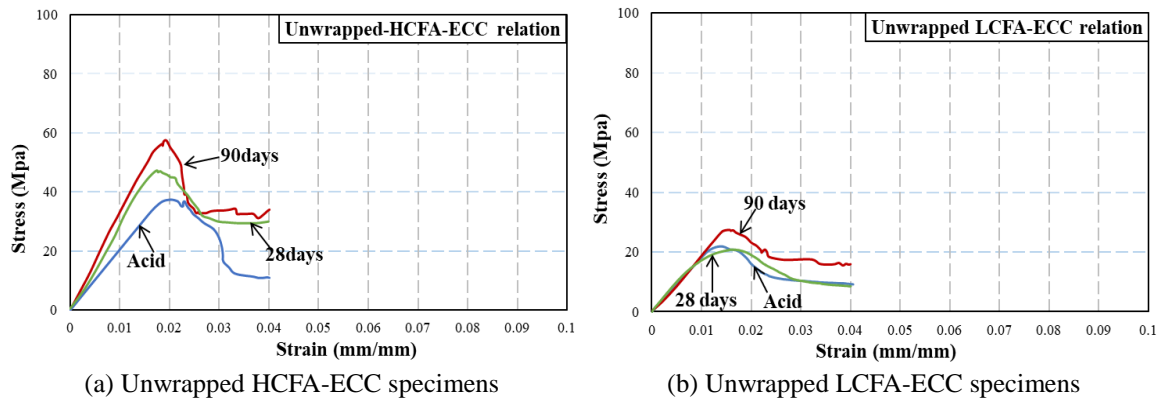 Unwrapped-HCFA-ECC relation
Stress (Mpa)
100
80
60
40
20
0
90days
28days
Acid
0
0.01
0.02
0.03
0.04
0.05
0.06
0.07
0.08
0.09
0.1
Strain (mm/mm)
(a) Unwrapped HCFA-ECC specimens
Unwrapped LCFA-ECC relation
Stress (Mpa)
100
80
60
40
20
0
90 days
28 days
Acid
0
0.01
0.02
0.03
0.04
0.05
0.06
0.07
0.08
0.09
0.1
Strain (mm/mm)
(b) Unwrapped LCFA-ECC specimens